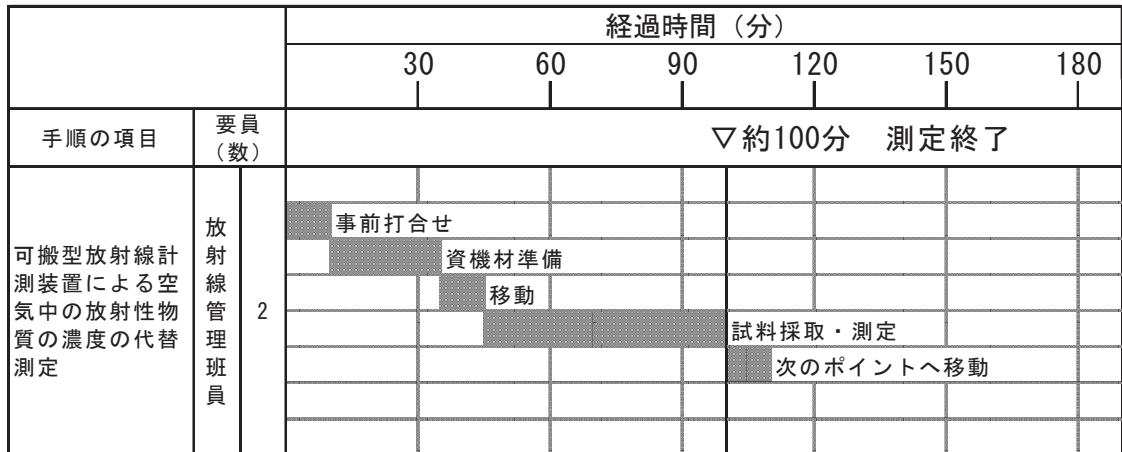 経過時間（分）
30 60 90 120 150 180
手順の項目
要員
（数）
▽約100分 測定終了
可搬型放射線計
測装置による空
気中の放射性物
質の濃度の代替
測定
放
射
線
管
理
班
員
2
事前打合せ
資機材準備
移動
試料採取・測定
次のポイントへ移動